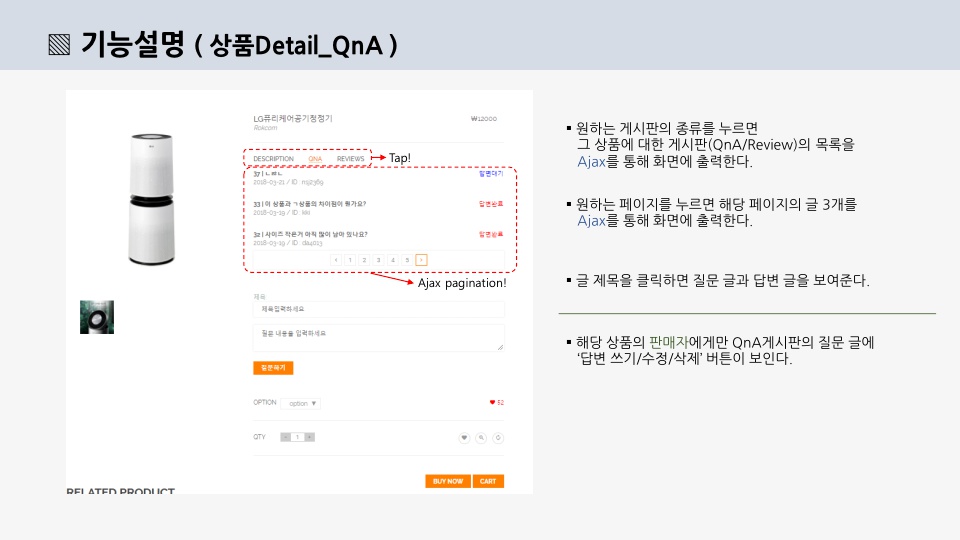 기능설명 ( 상품Detail_QnA )
LG퓨리케어공기청정기
₩12000
Rokcom
DESCRIPTION QNA REVIEWS
Tap!
37 | ㄴㄹㄴ
답변대기
2018-03-21 / ID : ns2369
33 | 이 상품과 ㄱ상품의 차이점이 뭔가요?
답변완료
2018-03-19 / ID : kkl
32 | 사이즈 작은거 아직 많이 남아 있나요?
답변완료
2018-03-19 / ID : da4013
‹ 1 2 3 4 5 ›
Ajax pagination!
제목
제목입력하세요
질문 내용을 입력하세요
질문하기
OPTION option ▼
♥ 52
QTY - 1 +
BUY NOW CART
RELATED PRODUCT
▪ 원하는 게시판의 종류를 누르면
그 상품에 대한 게시판(QnA/Review)의 목록을
Ajax를 통해 화면에 출력한다.
▪ 원하는 페이지를 누르면 해당 페이지의 글 3개를
Ajax를 통해 화면에 출력한다.
▪ 글 제목을 클릭하면 질문 글과 답변 글을 보여준다.
▪ 해당 상품의 판매자에게만 QnA게시판의 질문 글에
‘답변 쓰기/수정/삭제’ 버튼이 보인다.